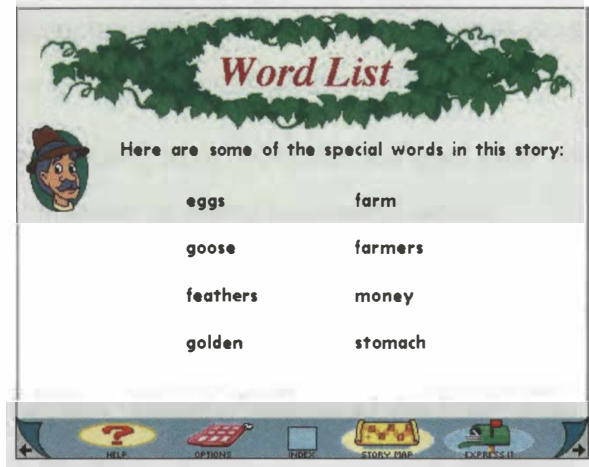 Word List
Here are some of the special words in this story:
eggs farm
goose farmers
feathers money
golden stomach
HELP OPTIONS INDEX STORY MAP EXPRESS IT